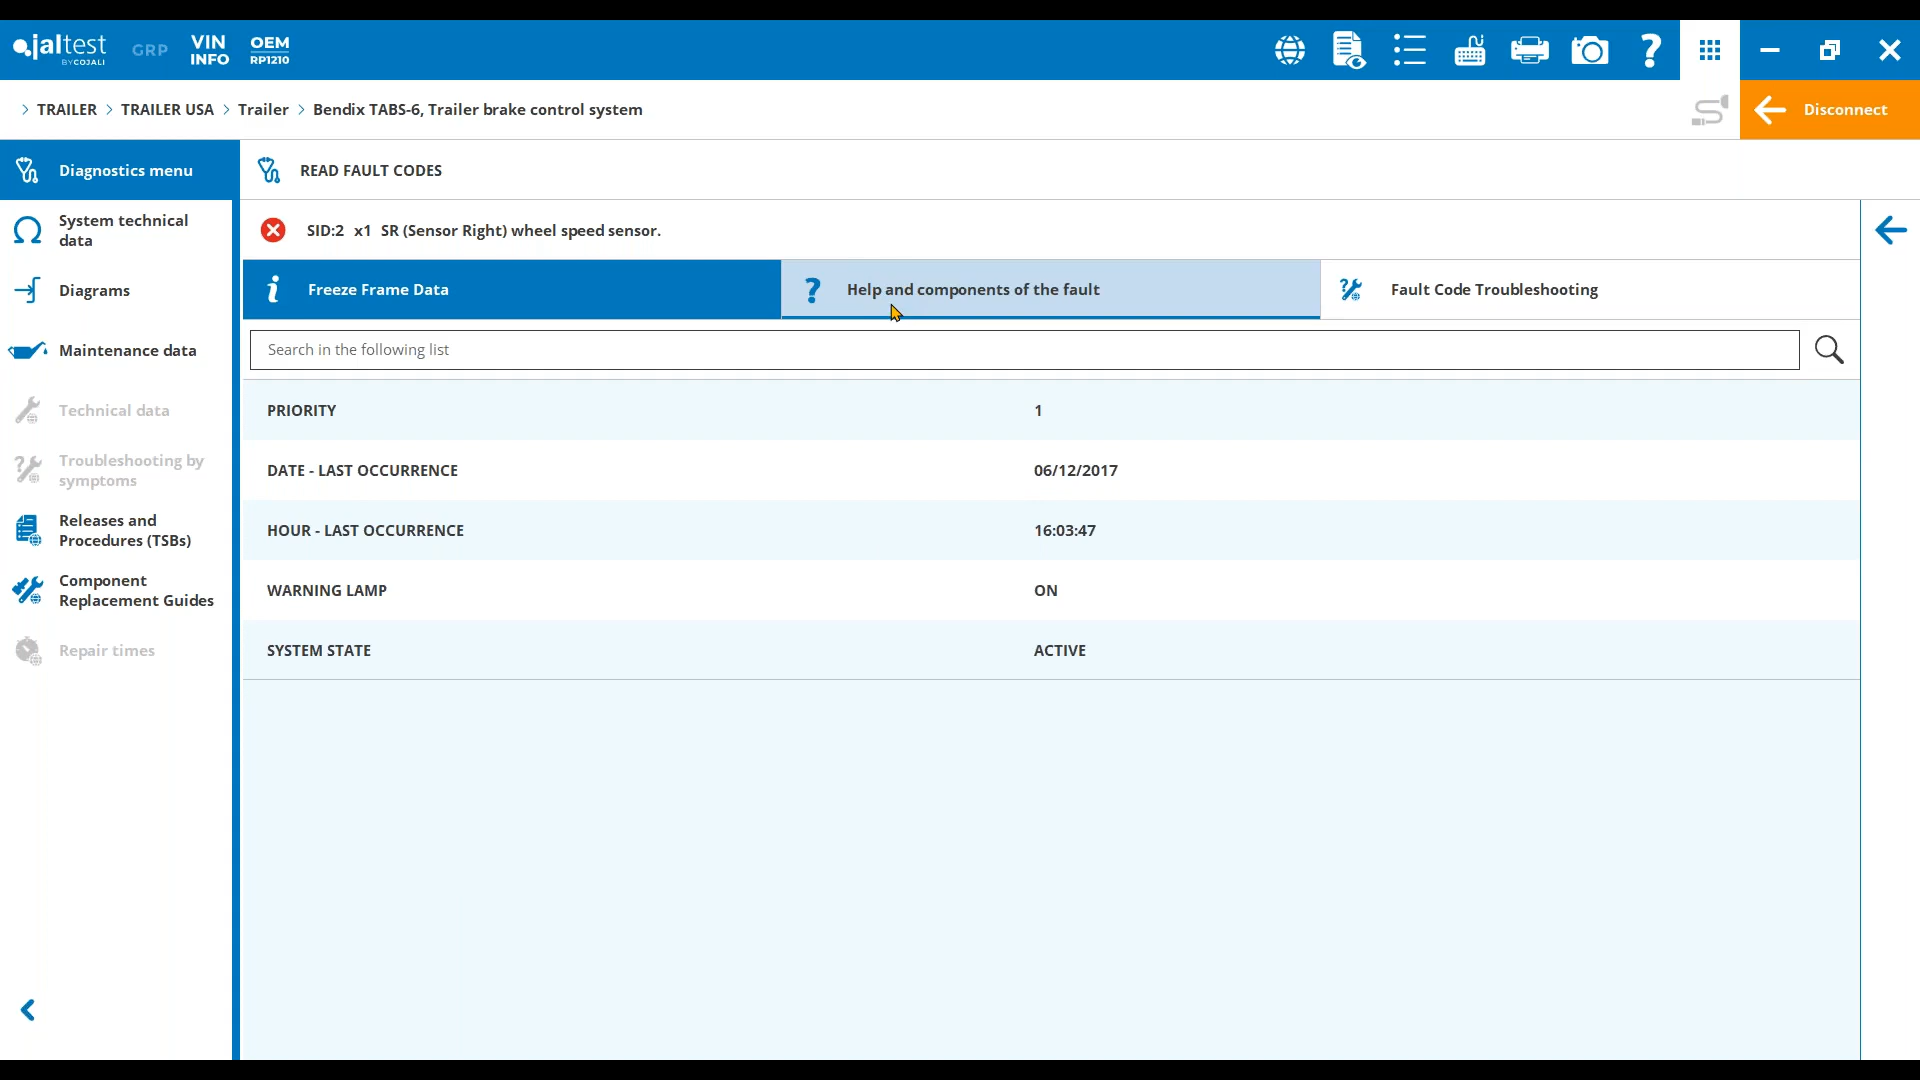 jaltest
BY COJALI
GRP
VIN
INFO
OEM
RP1210
> TRAILER > TRAILER USA > Trailer > Bendix TABS-6, Trailer brake control system
Disconnect
Diagnostics menu
READ FAULT CODES
System technical
data
SID:2 x1 SR (Sensor Right) wheel speed sensor.
Diagrams
Freeze Frame Data
Help and components of the fault
Fault Code Troubleshooting
Maintenance data
Search in the following list
Technical data
PRIORITY 1
Troubleshooting by
symptoms
DATE - LAST OCCURRENCE 06/12/2017
Releases and
Procedures (TSBs)
HOUR - LAST OCCURRENCE 16:03:47
Component
Replacement Guides
WARNING LAMP ON
Repair times
SYSTEM STATE ACTIVE